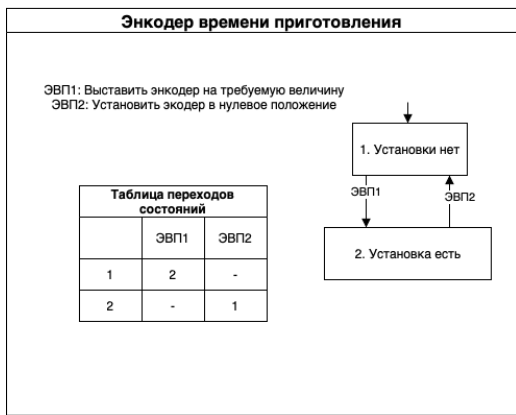 Энкодер времени приготовления
ЭВП1: Выставить энкодер на требуемую величину
ЭВП2: Установить экодер в нулевое положение
1. Установки нет
ЭВП1
ЭВП2
2. Установка есть
Таблица переходов
состояний
ЭВП1 ЭВП2
1 2 -
2 - 1